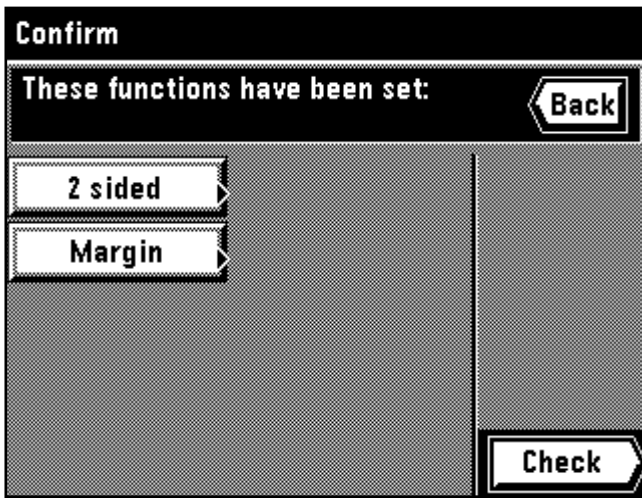 Confirm
These functions have been set:
Back
2 sided
Margin
Check